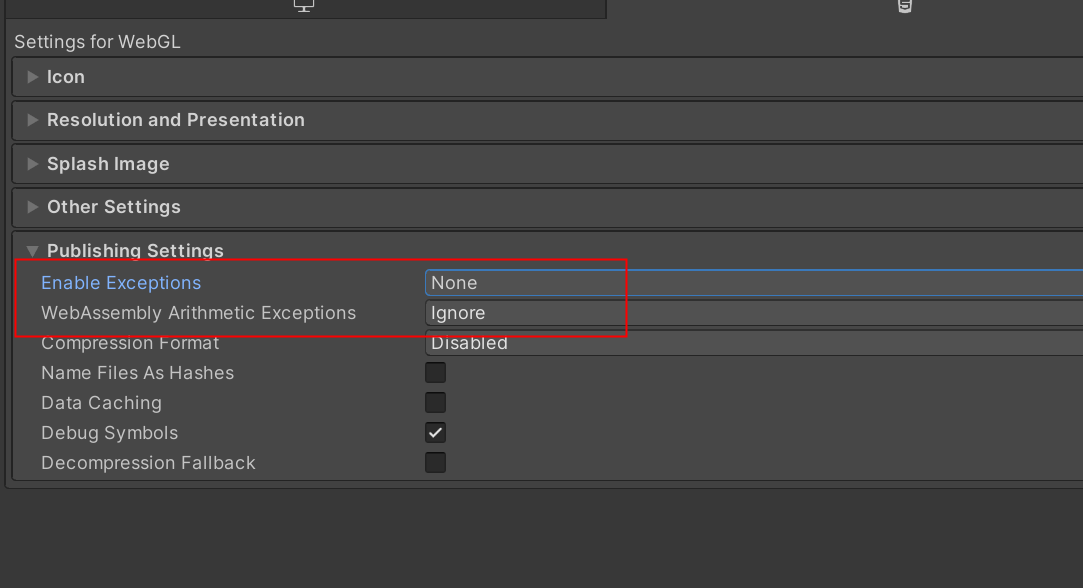 Settings for WebGL
Icon
Resolution and Presentation
Splash Image
Other Settings
Publishing Settings
Enable Exceptions None
WebAssembly Arithmetic Exceptions Ignore
Compression Format Disabled
Name Files As Hashes
Data Caching
Debug Symbols
Decompression Fallback